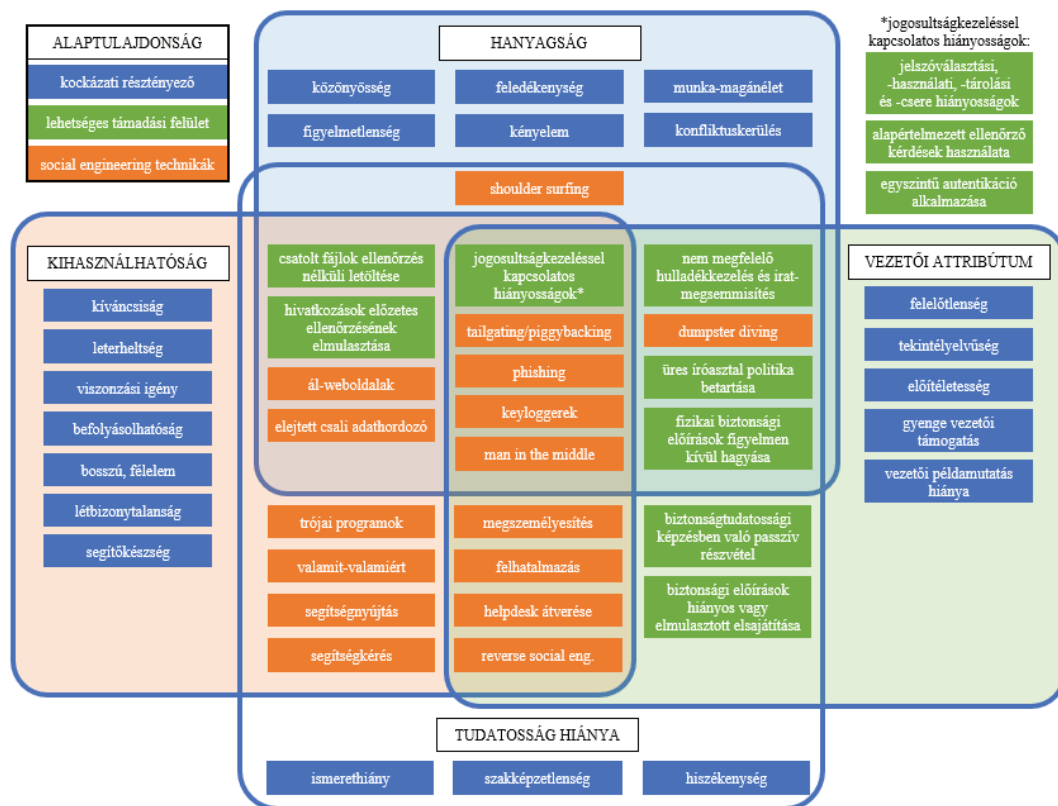 ALAPTULAJDONSÁG
kockázati résztényező
lehetséges támadási felület
social engineering technikák
HANYAGSÁG
közönyösség
feledékenység
munka-magánélet
figyelmetlenség
kényelem
konfliktuskerülés
shoulder surfing
*jogosultságkezeléssel
kapcsolatos hiányosságok:
jelszóválasztási,
-használati, -tárolási
és -csere hiányosságok
alapértelmezett ellenőrző
kérdések használata
egyszintű autentikáció
alkalmazása
KIHASZNÁLHATÓSÁG
kíváncsiság
leterheltség
viszonzási igény
befolyásolhatóság
bosszú, félelem
létbizonytalanság
segítőkészség
csatolt fájlok ellenőrzés
nélküli letöltése
hivatkozások előzetes
ellenőrzésének
elmulasztása
ál-weboldalak
elejtett csali adathordozó
jogosultságkezeléssel
kapcsolatos
hiányosságok*
tailgating/piggybacking
phishing
keyloggerek
man in the middle
nem megfelelő
hulladékkezelés és irat-
megsemmisítés
dumpster diving
üres íróasztal politika
betartása
fizikai biztonsági
előírások figyelmen
kívül hagyása
VEZETŐI ATTRIBÚTUM
felelőtlenség
tekintélyelvűség
előítéletesség
gyenge vezetői
támogatás
vezetői példamutatás
hiánya
trójai programok
valamit-valamiért
segítségnyújtás
segítségkérés
megszemélyesítés
felhatalmazás
helpdesk átverése
reverse social eng.
biztonságtudatossági
képzésben való passzív
részvétel
biztonsági előírások
hiányos vagy
elmulasztott elsajátítása
TUDATOSSÁG HIÁNYA
ismerethiány
szakképzetlenség
hiszékenység